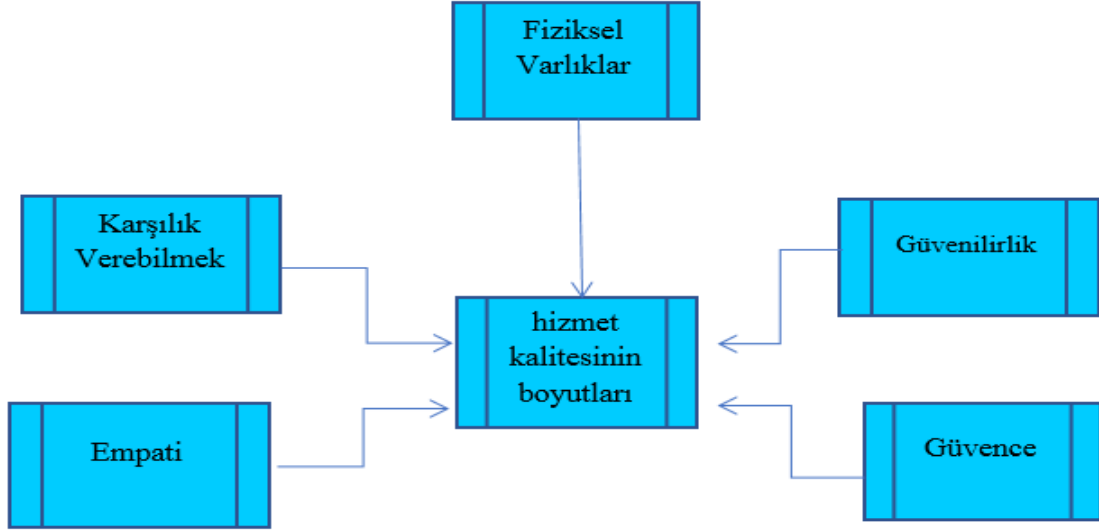 Fiziksel
Varlıklar
Karşılık
Verebilmek
Güvenilirlik
hizmet
kalitesinin
boyutları
Empati
Güvence